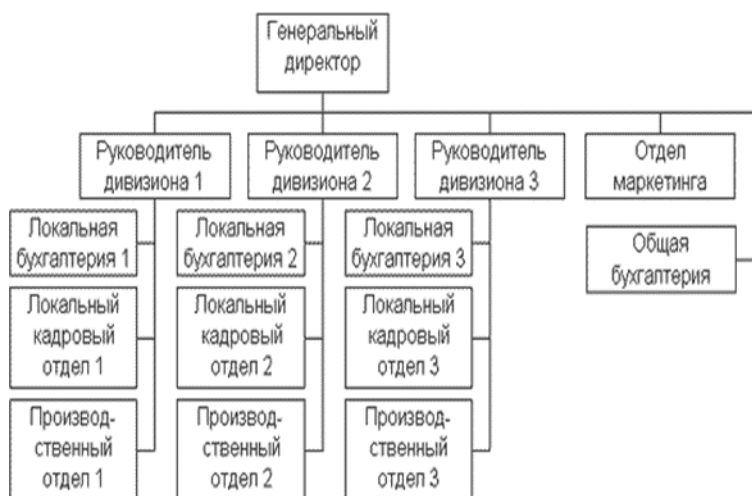 Генеральный
директор
Руководитель
дивизиона 1
Руководитель
дивизиона 2
Руководитель
дивизиона 3
Отдел
маркетинга
Локальная
бухгалтерия 1
Локальная
бухгалтерия 2
Локальная
бухгалтерия 3
Общая
бухгалтерия
Локальный
кадровый
отдел 1
Локальный
кадровый
отдел 2
Локальный
кадровый
отдел 3
Производ-
ственный
отдел 1
Производ-
ственный
отдел 2
Производ-
ственный
отдел 3